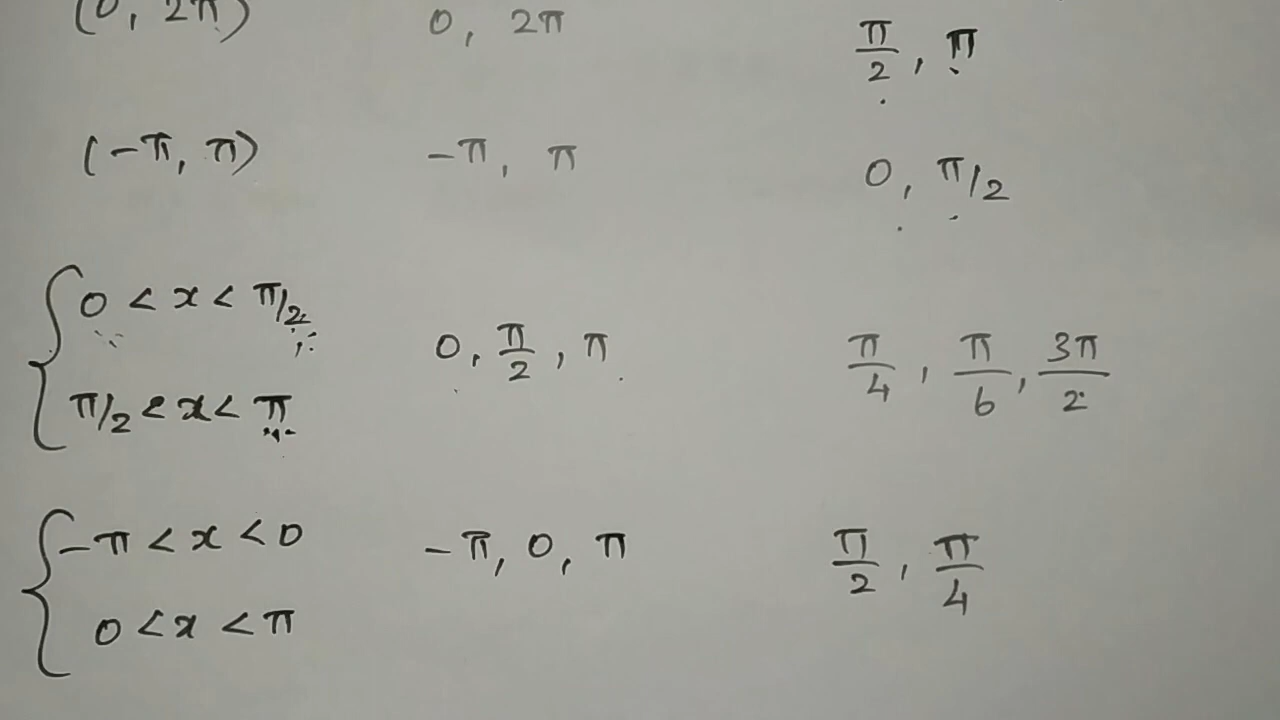 (0, 2π) 0, 2π π/2, π
(-π, π) -π, π 0, π/2
0 < x < π/2
0, π/2, π π/4, π/6, 3π/2
π/2 < x < π
-π < x < 0
-π, 0, π π/2, π/4
0 < x < π